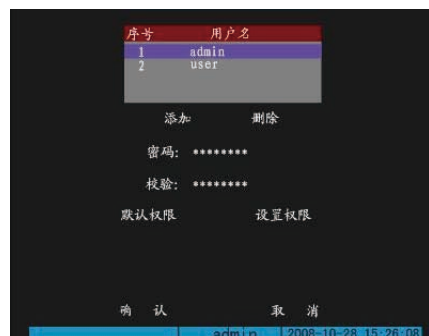 序号 用户名
1 admin
2 user
添加 删除
密码: ********
校验: ********
默认权限 设置权限
确 认 取 消
admin 2008-10-28 15:26:08